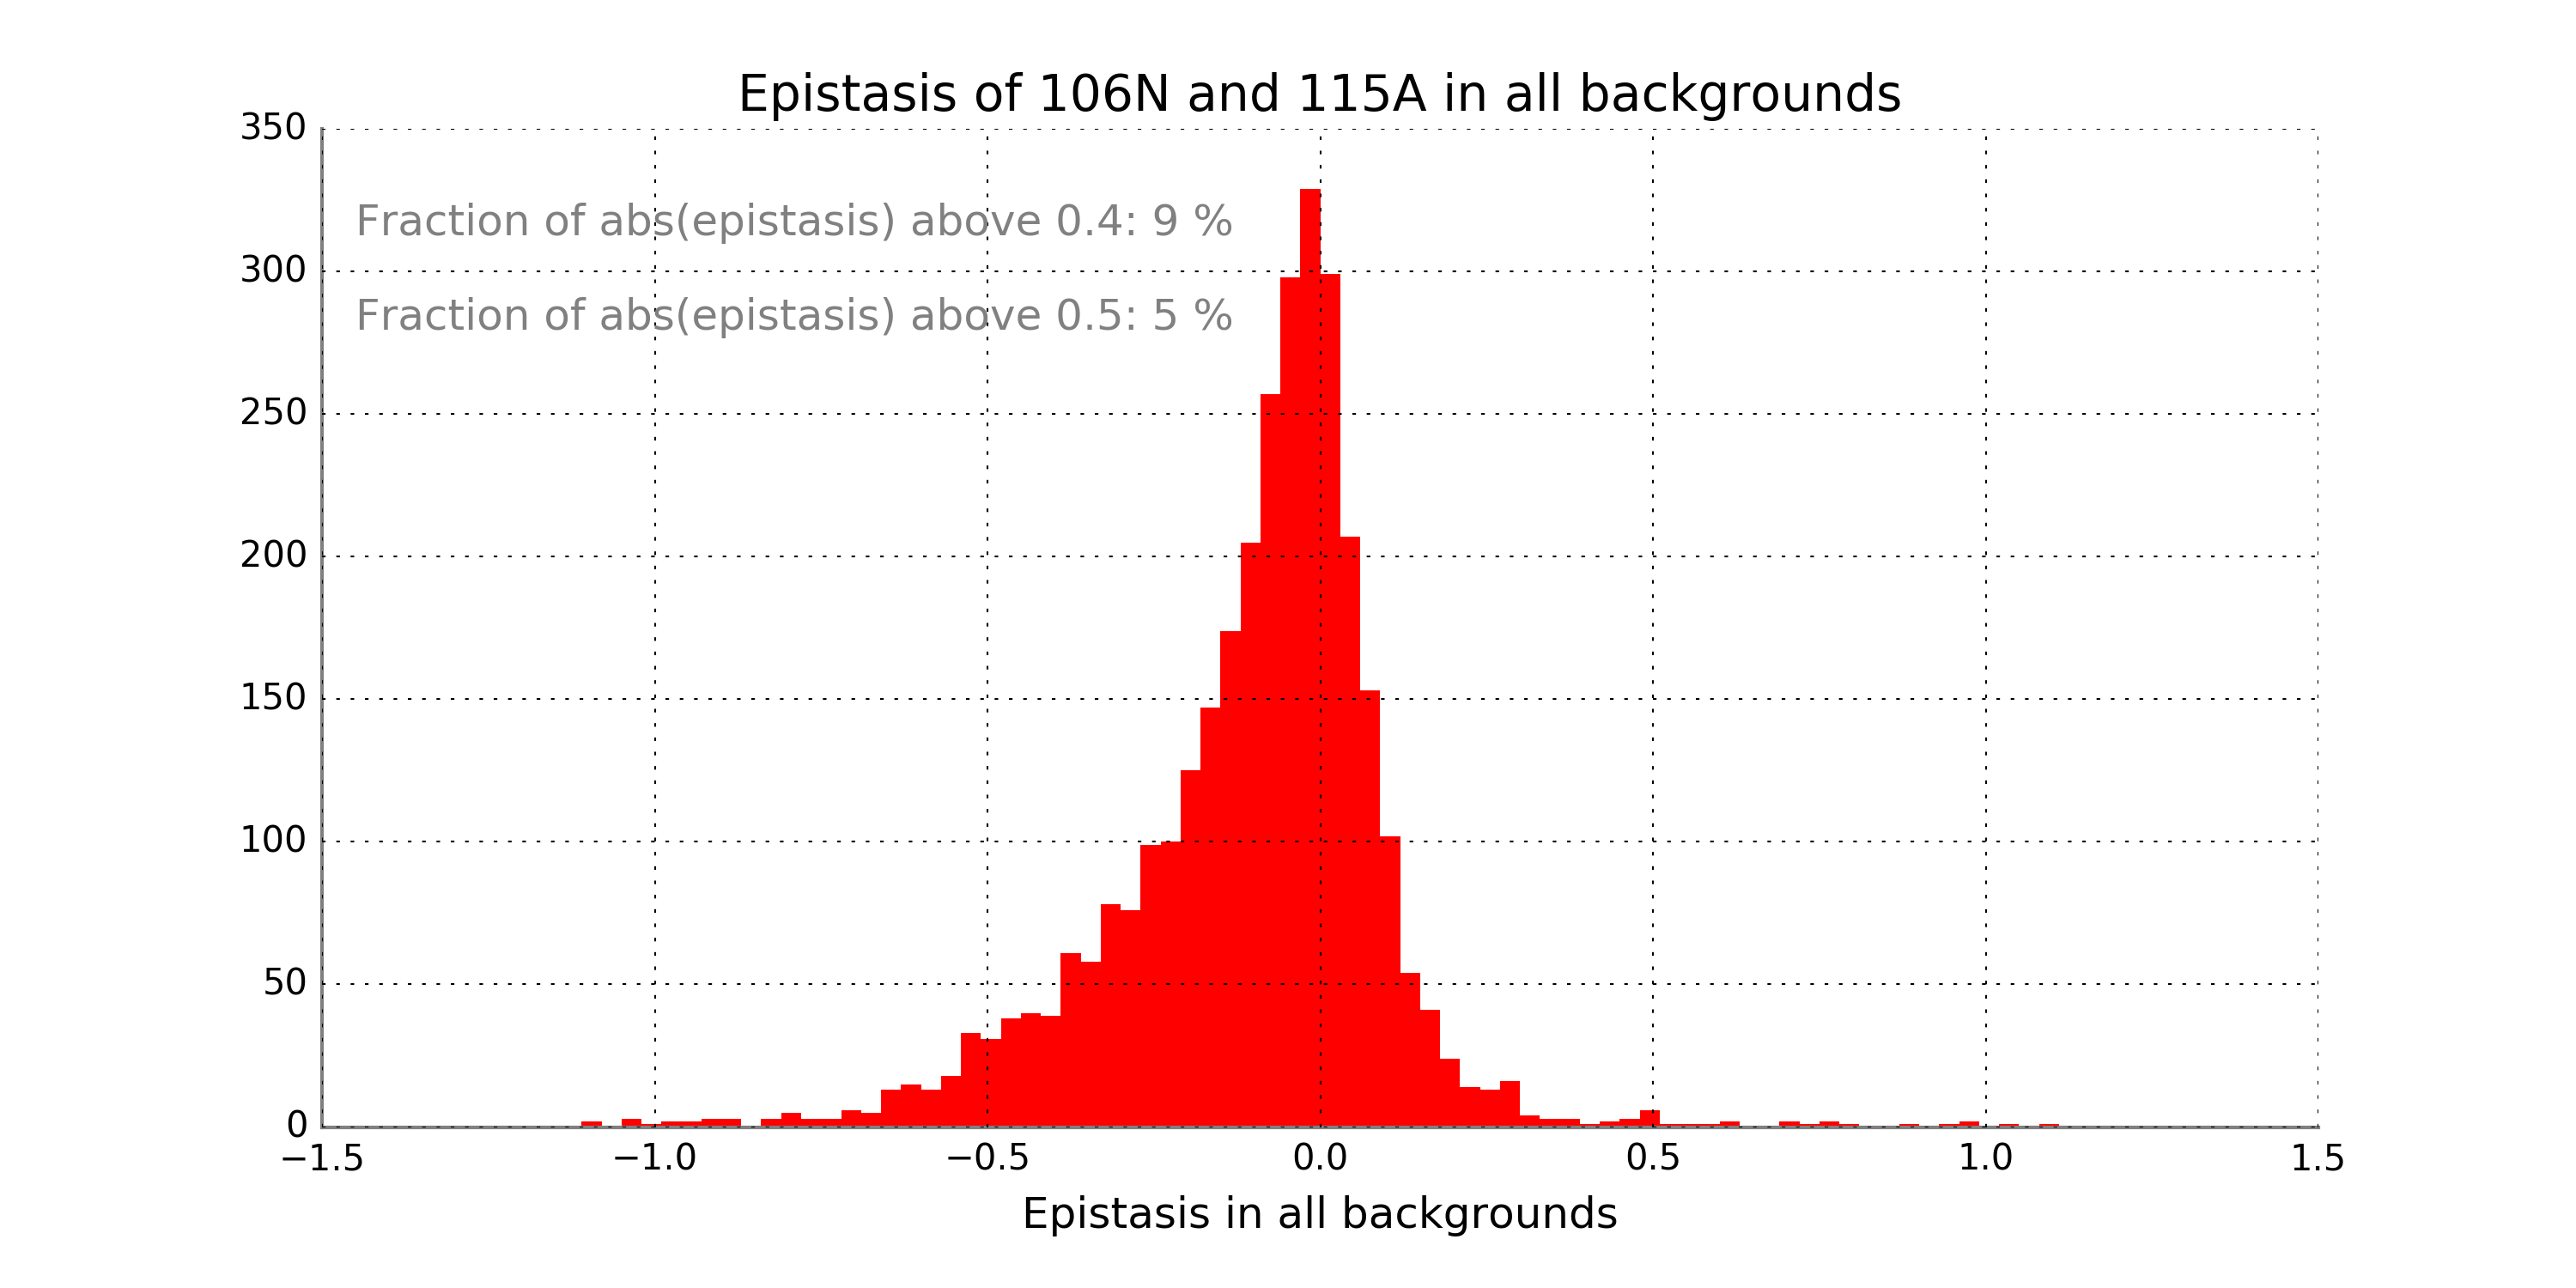 Epistasis of 106N and 115A in all backgrounds
350
Fraction of abs(epistasis) above 0.4: 9 %
300
Fraction of abs(epistasis) above 0.5: 5 %
250
200
150
100
50
0
−1.5 −1.0 −0.5 0.0 0.5 1.0 1.5
Epistasis in all backgrounds